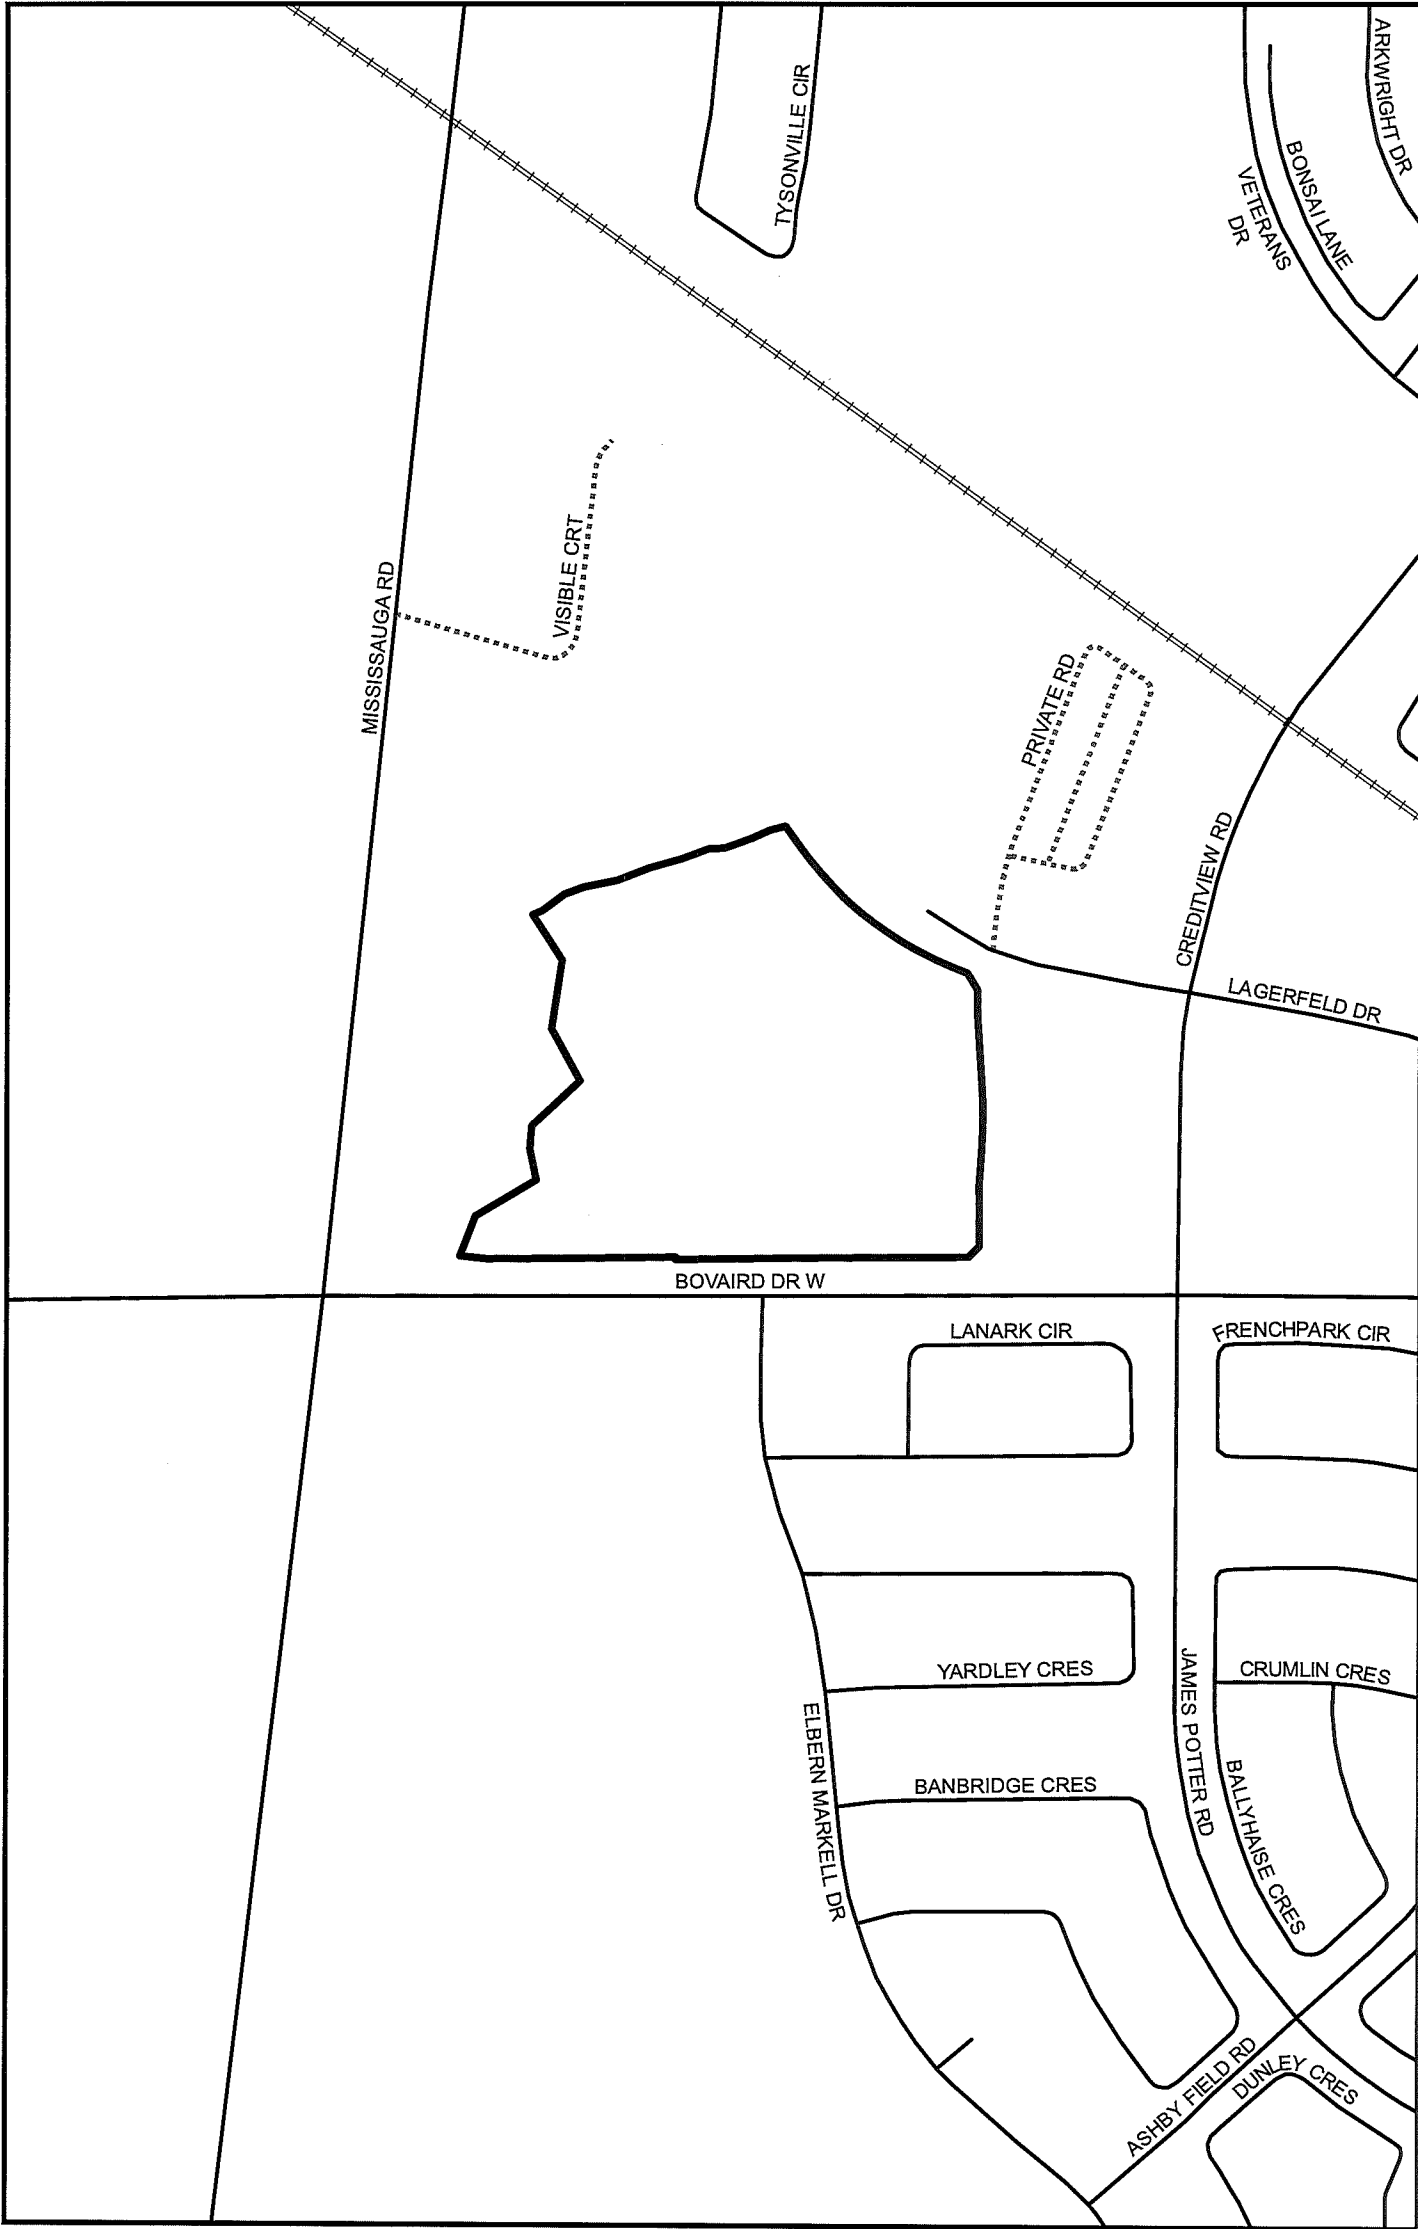 ARKWRIGHT DR
TYSONVILLE CIR
BONSAI LANE
VETERANS
DR
VISIBLE CRT
MISSISSAUGA RD
PRIVATE RD
CREDITVIEW RD
LAGERFELD DR
BOVAIRD DR W
LANARK CIR
FRENCHPARK CIR
YARDLEY CRES
CRUMLIN CRES
JAMES POTTER RD
ELBERN MARKELL DR
BANBRIDGE CRES
BALLYHAISE CRES
ASHBY FIELD RD
DUNLEY CRES